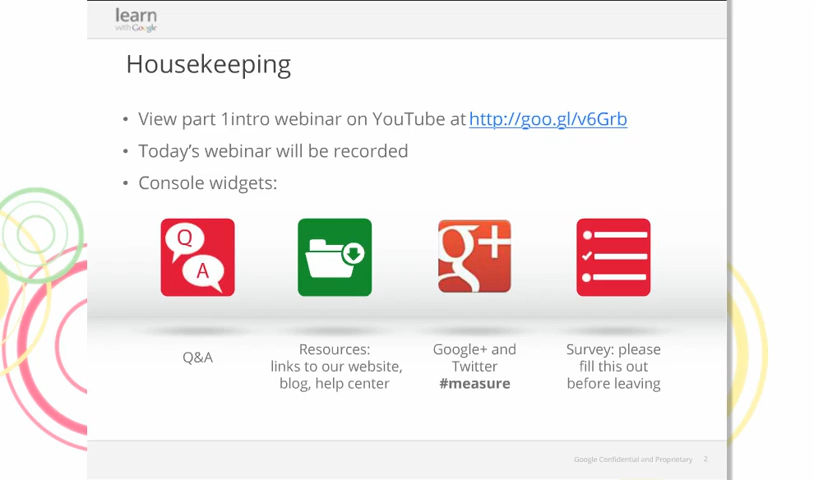 learn
with Google
Housekeeping
• View part 1intro webinar on YouTube at http://goo.gl/v6Grb
• Today's webinar will be recorded
• Console widgets:
Q
A
g+
Q&A
Resources:
links to our website,
blog, help center
Google+ and
Twitter
#measure
Survey: please
fill this out
before leaving
Google Confidential and Proprietary 2